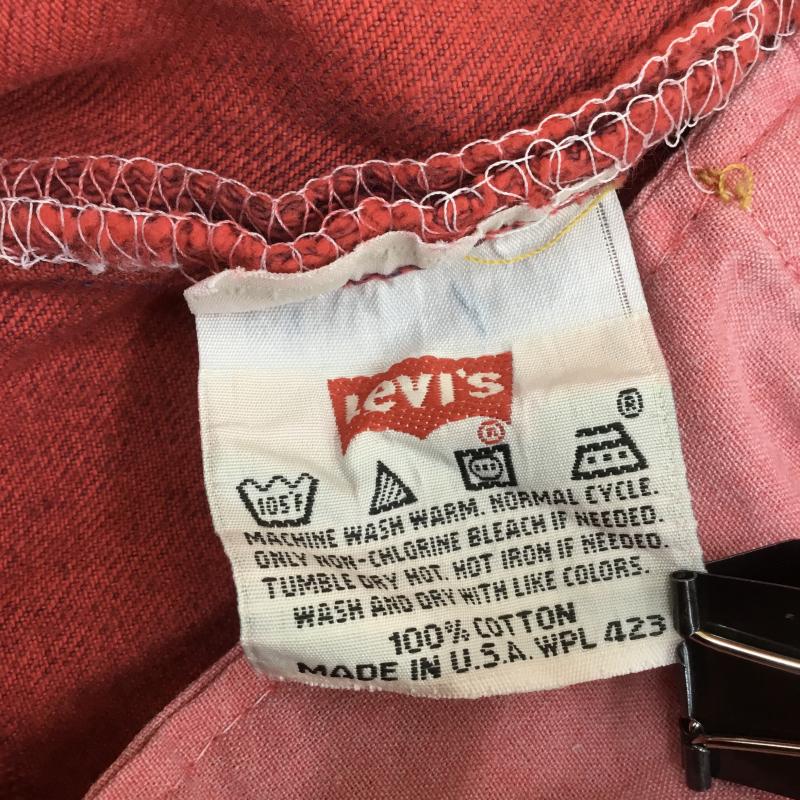 Levi's
®
®
105°F
MACHINE WASH WARM. NORMAL CYCLE.
ONLY NON-CHLORINE BLEACH IF NEEDED.
TUMBLE DRY HOT. HOT IRON IF NEEDED.
WASH AND DRY WITH LIKE COLORS.
100% COTTON
MADE IN U.S.A. WPL 423